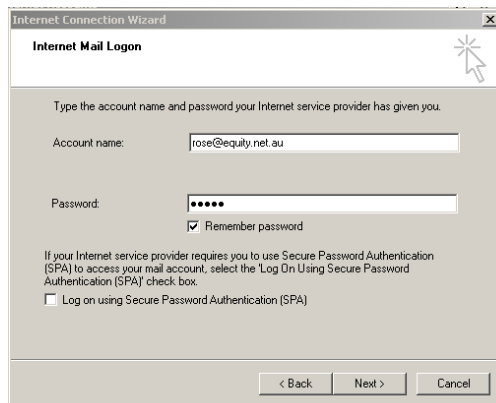 Internet Connection Wizard
Internet Mail Logon
Type the account name and password your Internet service provider has given you.
Account name:
rose@equity.net.au
Password:
●●●●●
Remember password
If your Internet service provider requires you to use Secure Password Authentication
(SPA) to access your mail account, select the 'Log On Using Secure Password
Authentication (SPA)' check box.
Log on using Secure Password Authentication (SPA)
< Back
Next >
Cancel